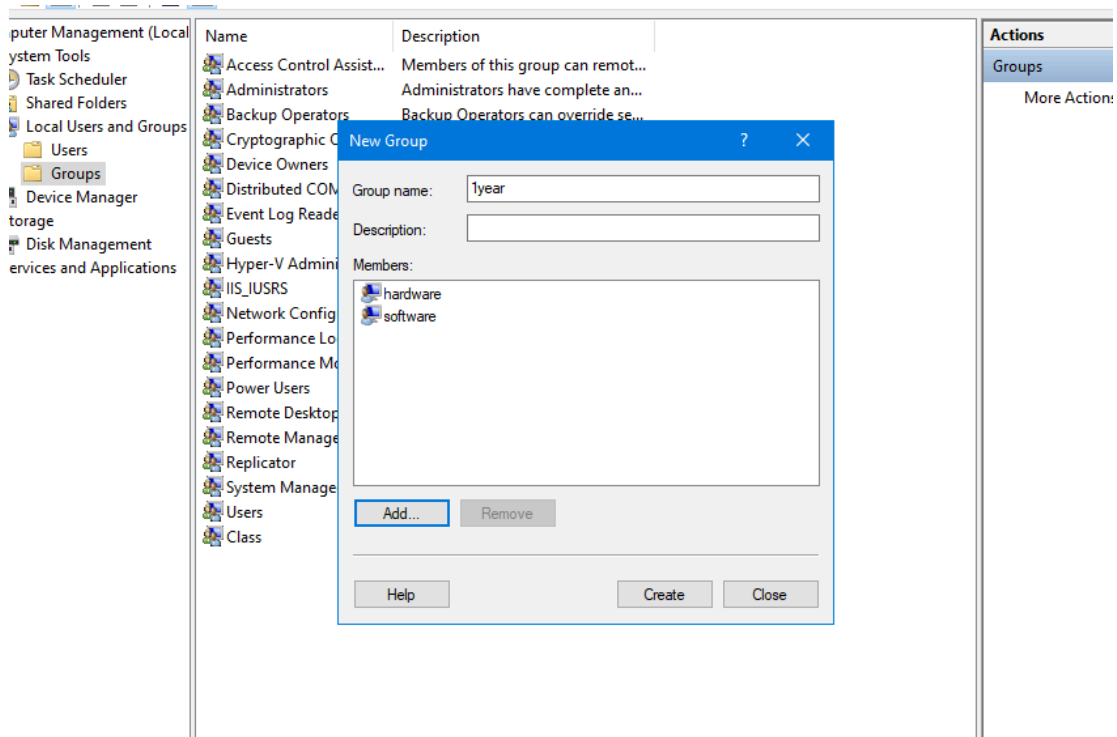 puter Management (Local
ystem Tools
Task Scheduler
Shared Folders
Local Users and Groups
Users
Groups
Device Manager
torage
Disk Management
ervices and Applications
Name Description
Access Control Assist... Members of this group can remot...
Administrators Administrators have complete an...
Backup Operators Backup Operators can override se...
Cryptographic C
Device Owners
Distributed COM
Event Log Reade
Guests
Hyper-V Admini
IIS_IUSRS
Network Config
Performance Lo
Performance Mo
Power Users
Remote Desktop
Remote Manage
Replicator
System Manage
Users
Class
New Group ? ×
Group name: 1year
Description:
Members:
hardware
software
Add... Remove
Help Create Close
Actions
Groups
More Actions